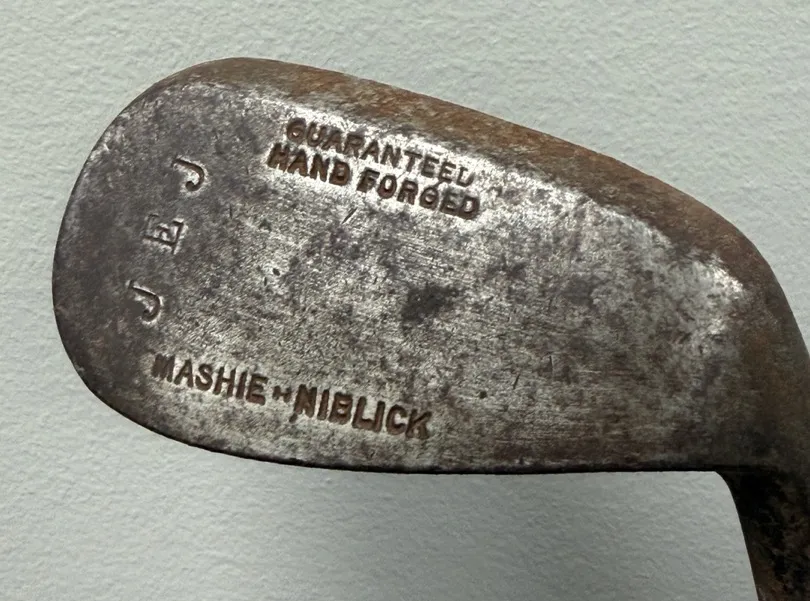 GUARANTEED
HAND FORGED
J E J
MASHIE-NIBLICK